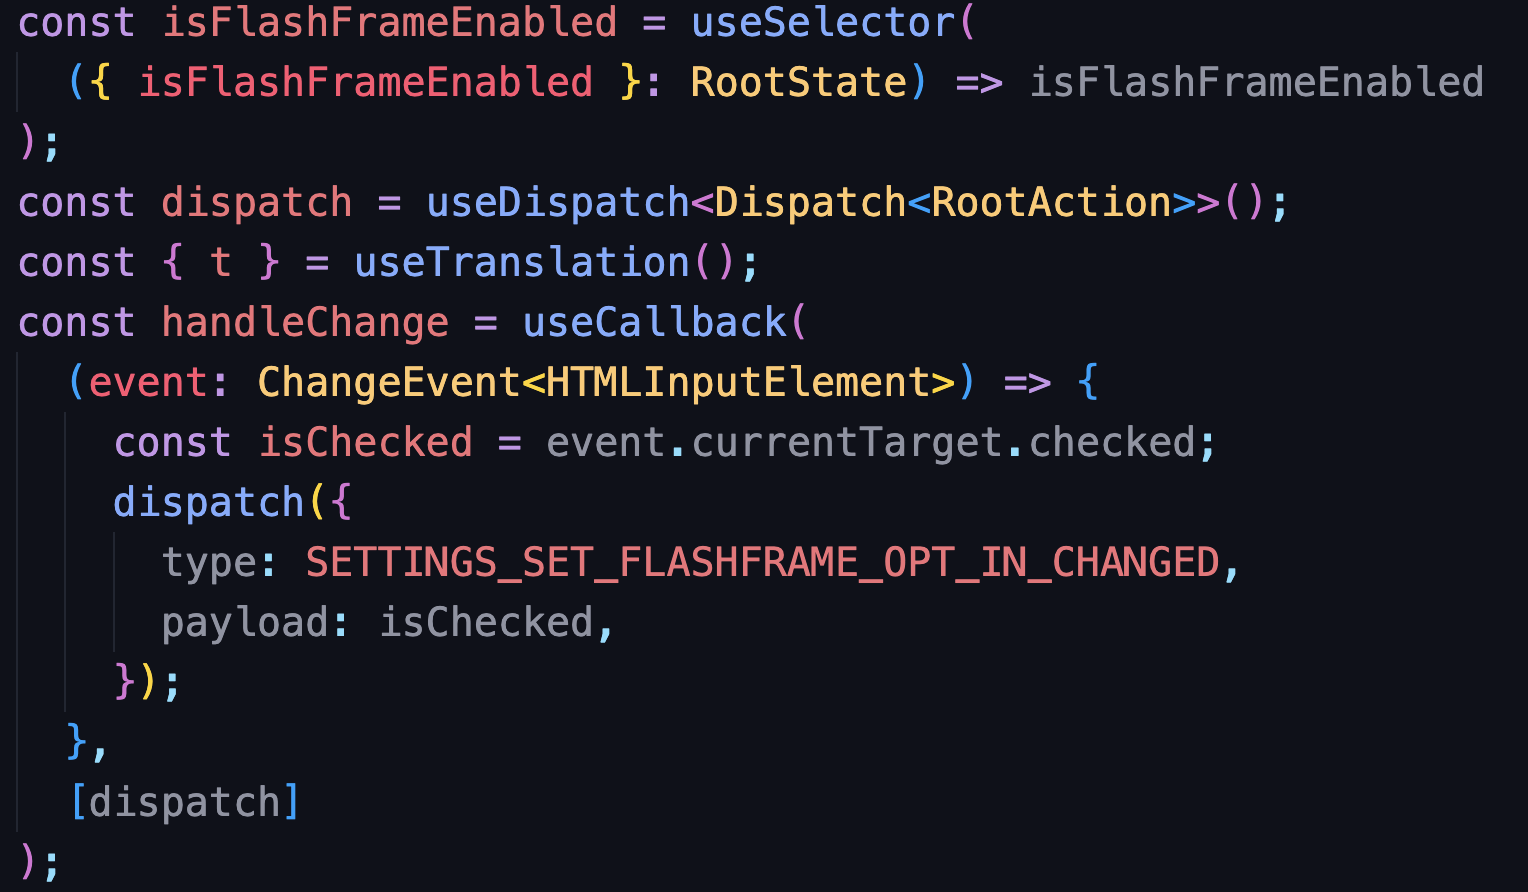 const isFlashFrameEnabled = useSelector(
  ({ isFlashFrameEnabled }: RootState) => isFlashFrameEnabled
);
const dispatch = useDispatch<Dispatch<RootAction>>();
const { t } = useTranslation();
const handleChange = useCallback(
  (event: ChangeEvent<HTMLInputElement>) => {
    const isChecked = event.currentTarget.checked;
    dispatch({
      type: SETTINGS_SET_FLASHFRAME_OPT_IN_CHANGED,
      payload: isChecked,
    });
  },
  [dispatch]
);